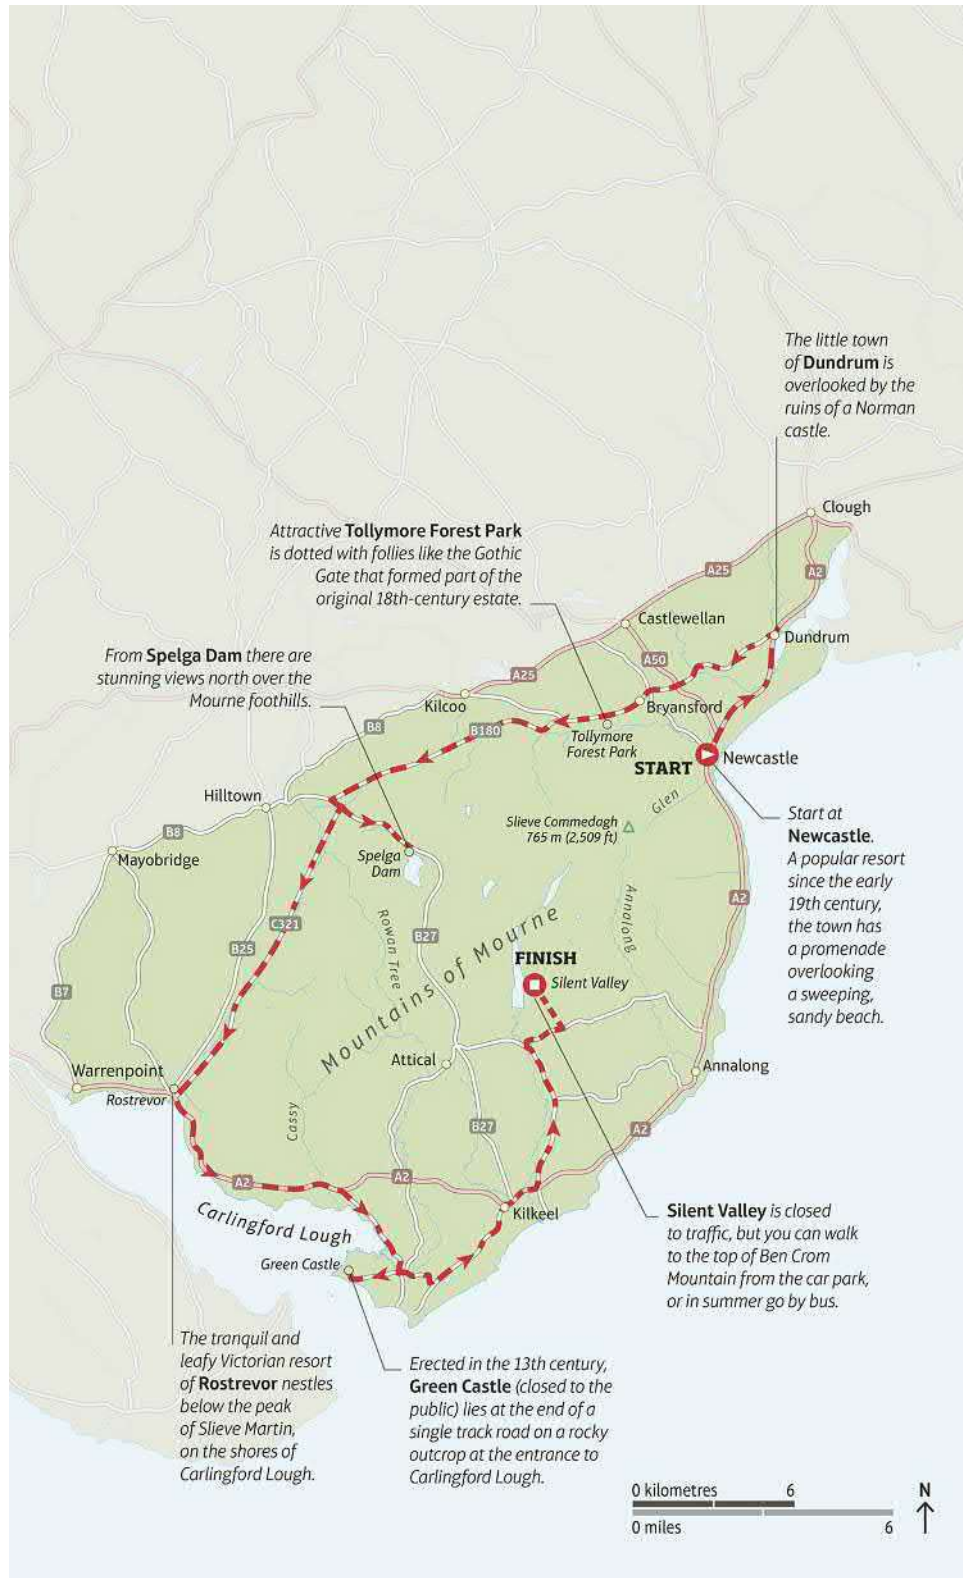 The little town
of Dundrum is
overlooked by the
ruins of a Norman
castle.
Clough
Attractive Tollymore Forest Park
is dotted with follies like the Gothic
Gate that formed part of the
original 18th-century estate.
A25
A2
Castlewellan
Dundrum
From Spelga Dam there are
stunning views north over the
Mourne foothills.
A50
A25
Kilcoo
Bryansford
B8
B180
Tollymore
Forest Park
START
Newcastle
Hilltown
Glen
Start at
Newcastle.
A popular resort
since the early
19th century,
the town has
a promenade
overlooking
a sweeping,
sandy beach.
Slieve Commedagh
765 m (2,509 ft)
B8
Mayobridge
Spelga
Dam
A2
Rowan Tree
Annalong
C321
B27
B25
Mountains of Mourne
FINISH
Silent Valley
B7
Attical
Warrenpoint
Annalong
Rostrevor
Cassy
B27
A2
A2
A2
Carlingford Lough
Kilkeel
Silent Valley is closed
to traffic, but you can walk
to the top of Ben Crom
Mountain from the car park,
or in summer go by bus.
Green Castle
The tranquil and
leafy Victorian resort
of Rostrevor nestles
below the peak
of Slieve Martin,
on the shores of
Carlingford Lough.
Erected in the 13th century,
Green Castle (closed to the
public) lies at the end of a
single track road on a rocky
outcrop at the entrance to
Carlingford Lough.
0 kilometres 6
0 miles 6
N